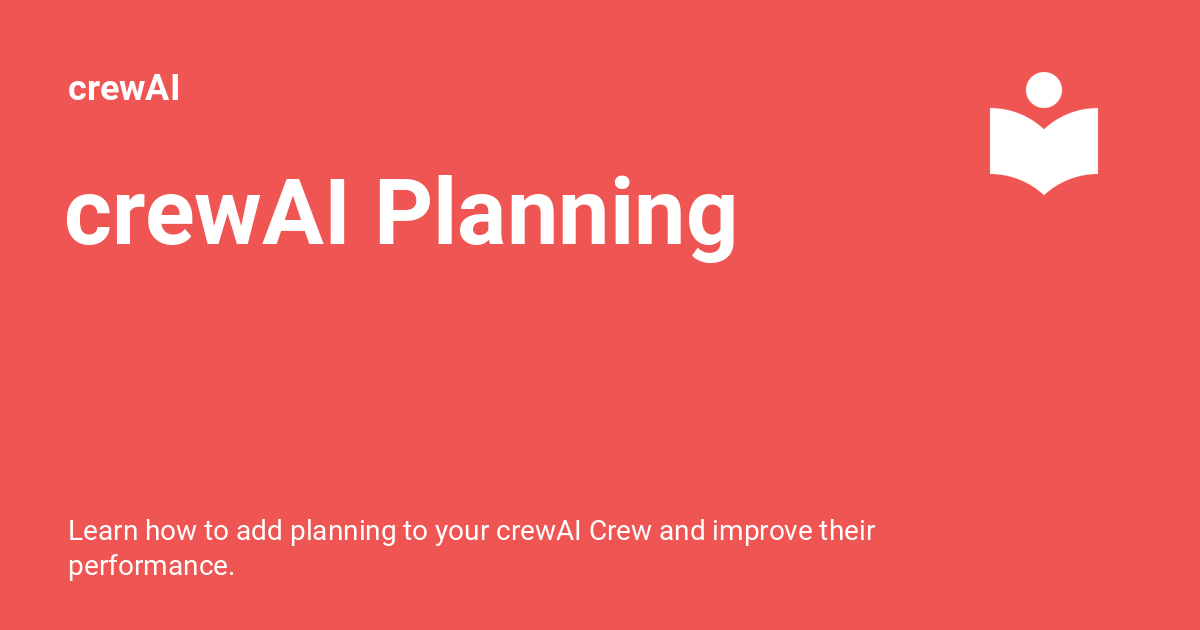 crewAI
crewAI Planning
Learn how to add planning to your crewAI Crew and improve their
performance.